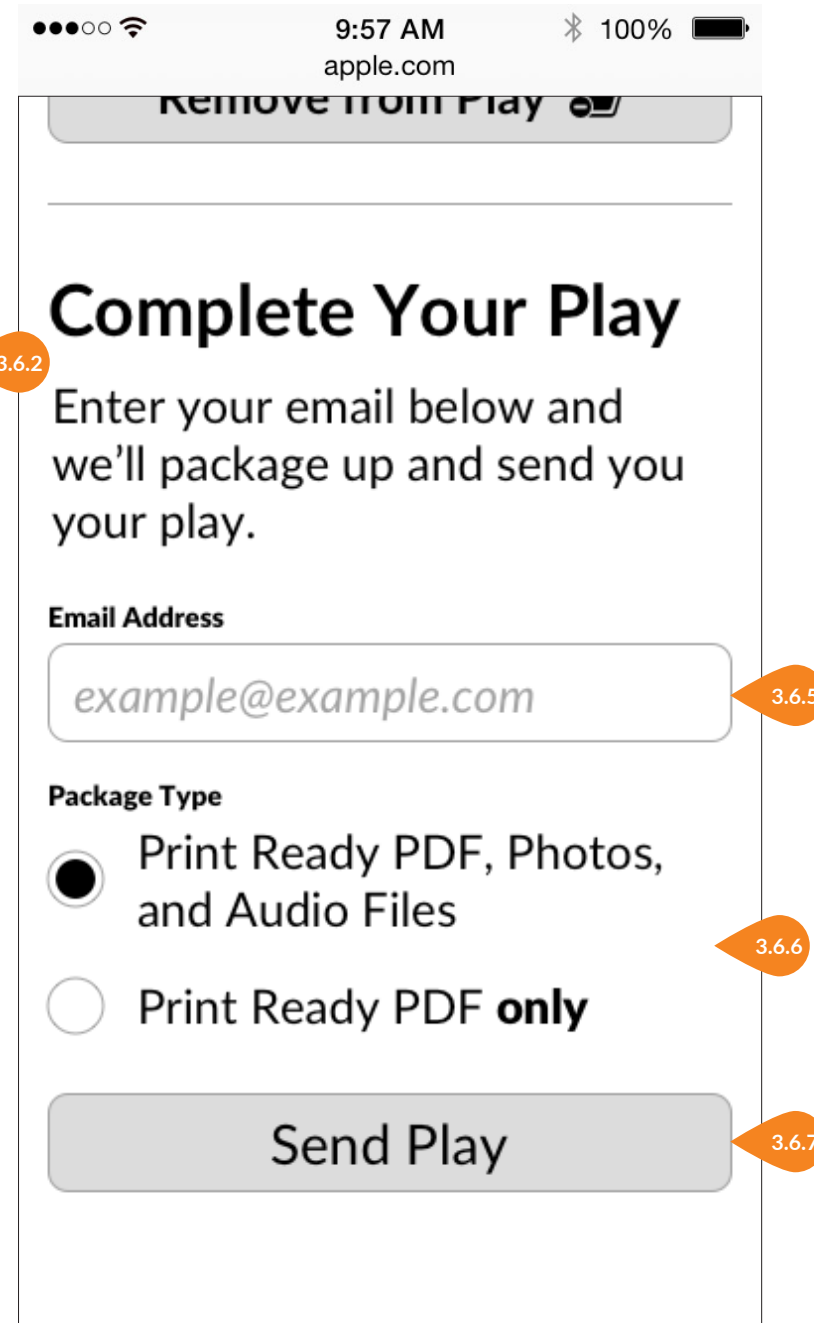 9:57 AM
100%
apple.com
Remove from Play
Complete Your Play
3.6.2
Enter your email below and
we'll package up and send you
your play.
Email Address
example@example.com
3.6.5
Package Type
Print Ready PDF, Photos,
and Audio Files
3.6.6
Print Ready PDF only
Send Play
3.6.7